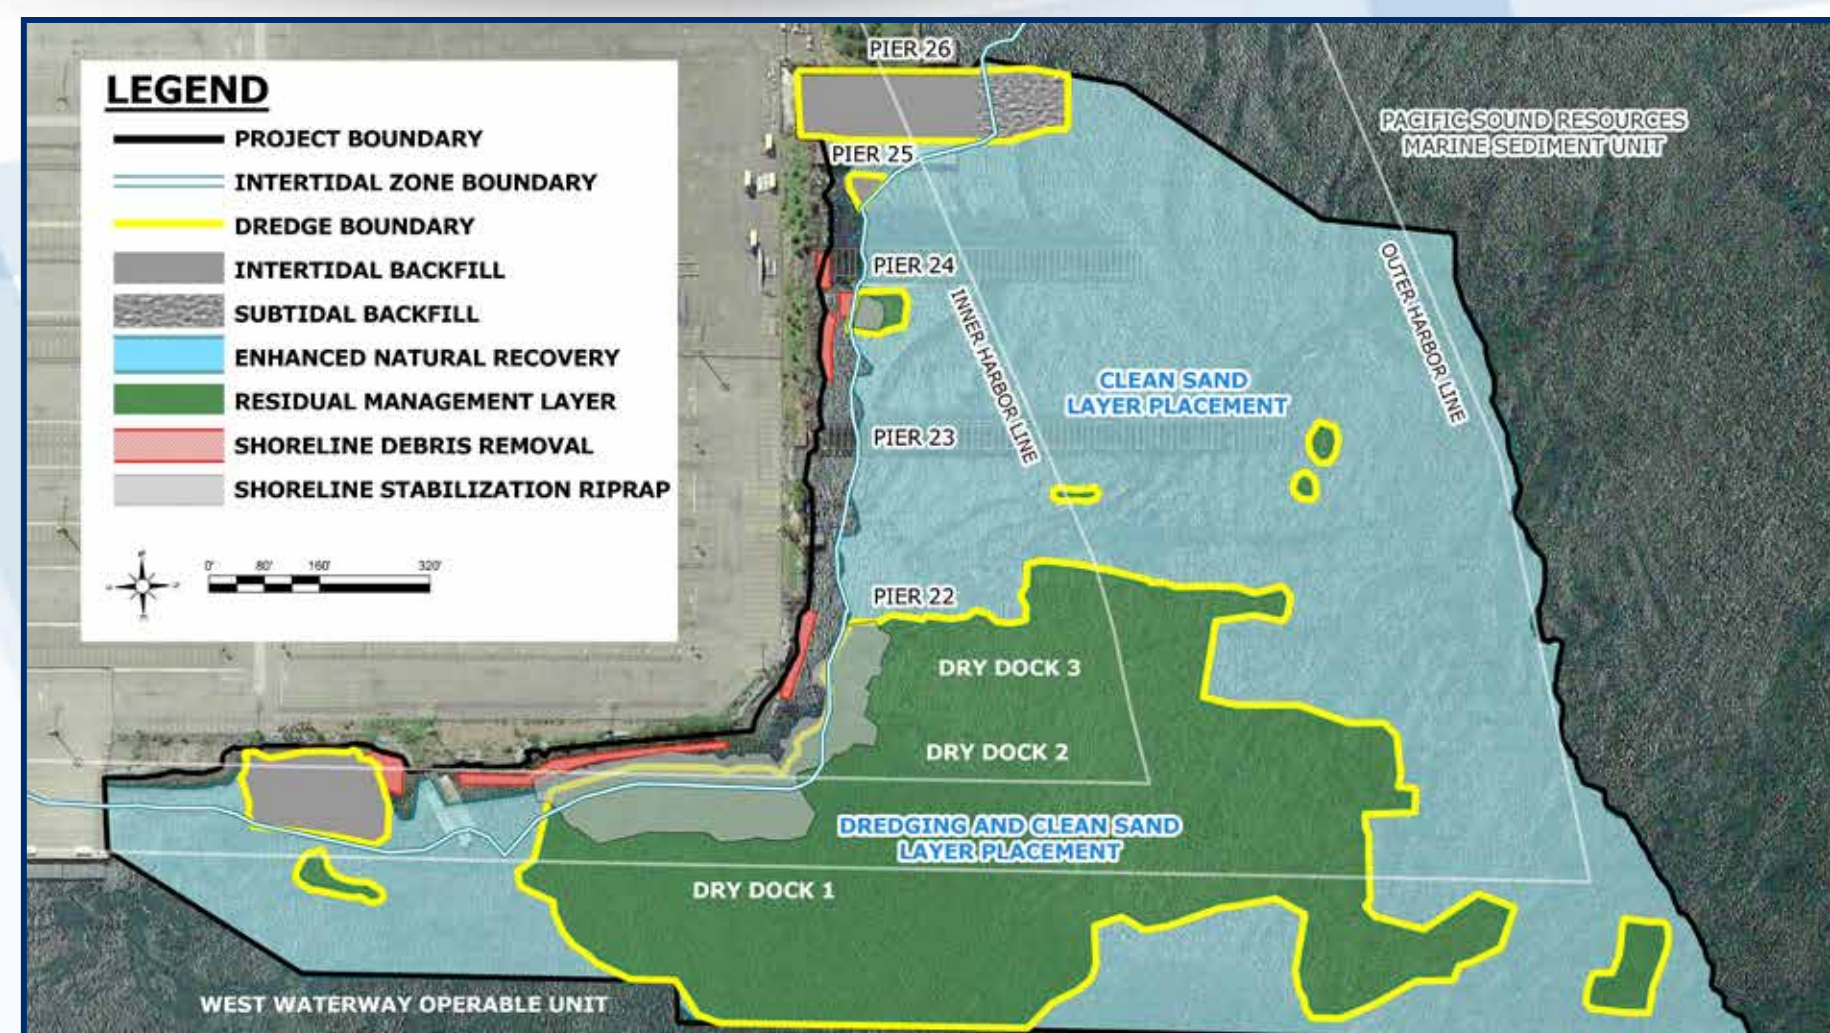 LEGEND
PROJECT BOUNDARY
INTERTIDAL ZONE BOUNDARY
DREDGE BOUNDARY
INTERTIDAL BACKFILL
SUBTIDAL BACKFILL
ENHANCED NATURAL RECOVERY
RESIDUAL MANAGEMENT LAYER
SHORELINE DEBRIS REMOVAL
SHORELINE STABILIZATION RIPRAP
0' 80' 160' 320'
PIER 26
PACIFIC SOUND RESOURCES
MARINE SEDIMENT UNIT
PIER 25
PIER 24
INNER HARBOR LINE
OUTER HARBOR LINE
CLEAN SAND
LAYER PLACEMENT
PIER 23
PIER 22
DRY DOCK 3
DRY DOCK 2
DREDGING AND CLEAN SAND
LAYER PLACEMENT
DRY DOCK 1
WEST WATERWAY OPERABLE UNIT